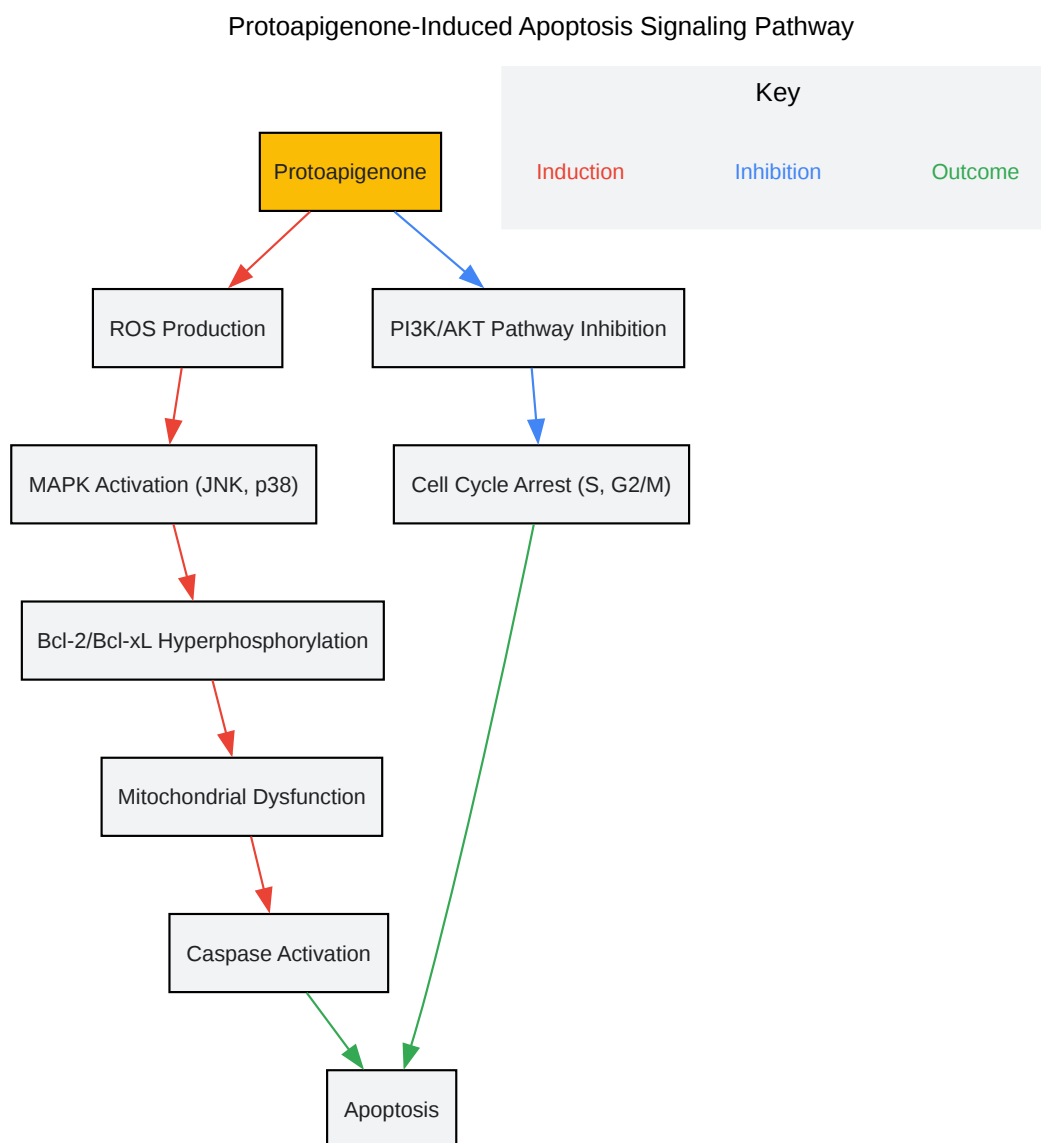 Protoapigenone-Induced Apoptosis Signaling Pathway
Key
Induction
Inhibition
Outcome
Protoapigenone
ROS Production
PI3K/AKT Pathway Inhibition
MAPK Activation (JNK, p38)
Cell Cycle Arrest (S, G2/M)
Bcl-2/Bcl-xL Hyperphosphorylation
Mitochondrial Dysfunction
Caspase Activation
Apoptosis